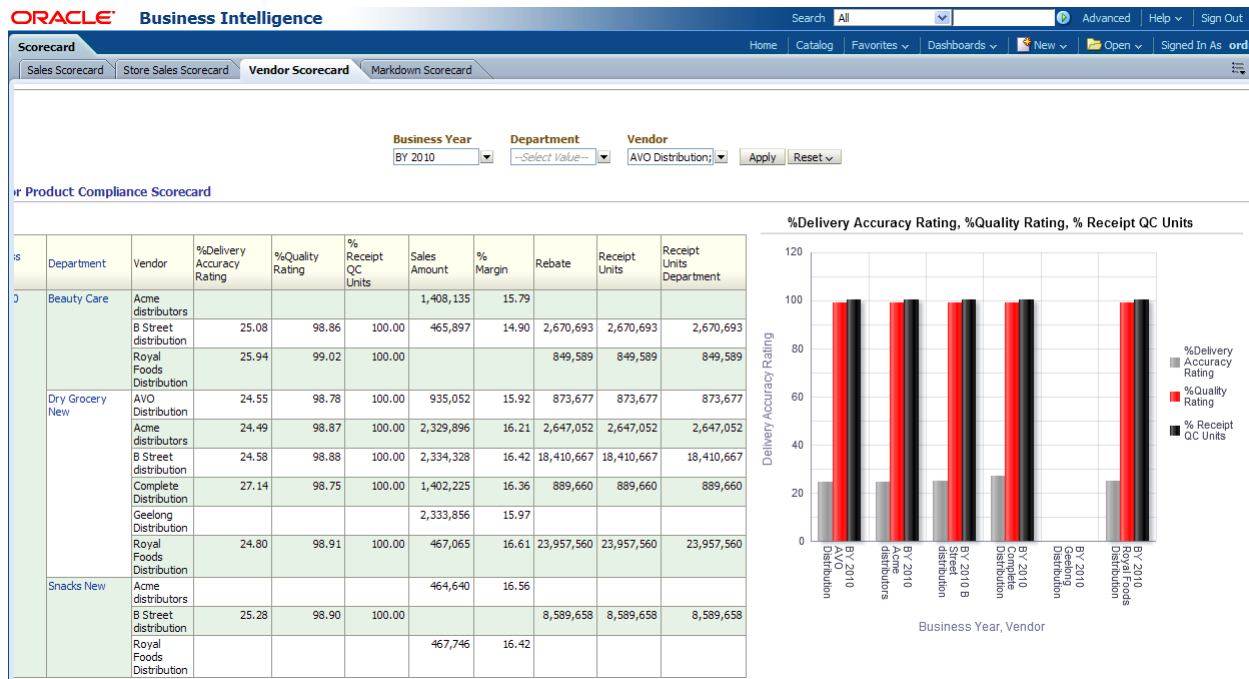 ORACLE Business Intelligence
Search All Advanced Help Sign Out
Scorecard
Home Catalog Favorites Dashboards New Open Signed In As ord
Sales Scorecard Store Sales Scorecard Vendor Scorecard Markdown Scorecard
Business Year Department Vendor
BY 2010 --Select Value-- AVO Distribution; Apply Reset
r Product Compliance Scorecard
ss Department Vendor %Delivery Accuracy Rating %Quality Rating % Receipt QC Units Sales Amount % Margin Rebate Receipt Units Receipt Units Department
0 Beauty Care Acme distributors 1,408,135 15.79
B Street distribution 25.08 98.86 100.00 465,897 14.90 2,670,693 2,670,693 2,670,693
Royal Foods Distribution 25.94 99.02 100.00 849,589 849,589 849,589
Dry Grocery New AVO Distribution 24.55 98.78 100.00 935,052 15.92 873,677 873,677 873,677
Acme distributors 24.49 98.87 100.00 2,329,896 16.21 2,647,052 2,647,052 2,647,052
B Street distribution 24.58 98.88 100.00 2,334,328 16.42 18,410,667 18,410,667 18,410,667
Complete Distribution 27.14 98.75 100.00 1,402,225 16.36 889,660 889,660 889,660
Geelong Distribution 2,333,856 15.97
Royal Foods Distribution 24.80 98.91 100.00 467,065 16.61 23,957,560 23,957,560 23,957,560
Snacks New Acme distributors 464,640 16.56
B Street distribution 25.28 98.90 100.00 8,589,658 8,589,658 8,589,658
Royal Foods Distribution 467,746 16.42
%Delivery Accuracy Rating, %Quality Rating, % Receipt QC Units
Delivery Accuracy Rating
120
100
80
60
40
20
0
BY 2010 AVO Distribution
BY 2010 Acme distributors
BY 2010 B Street distribution
BY 2010 Complete Distribution
BY 2010 Geelong Distribution
BY 2010 Royal Foods Distribution
Business Year, Vendor
%Delivery Accuracy Rating
%Quality Rating
% Receipt QC Units